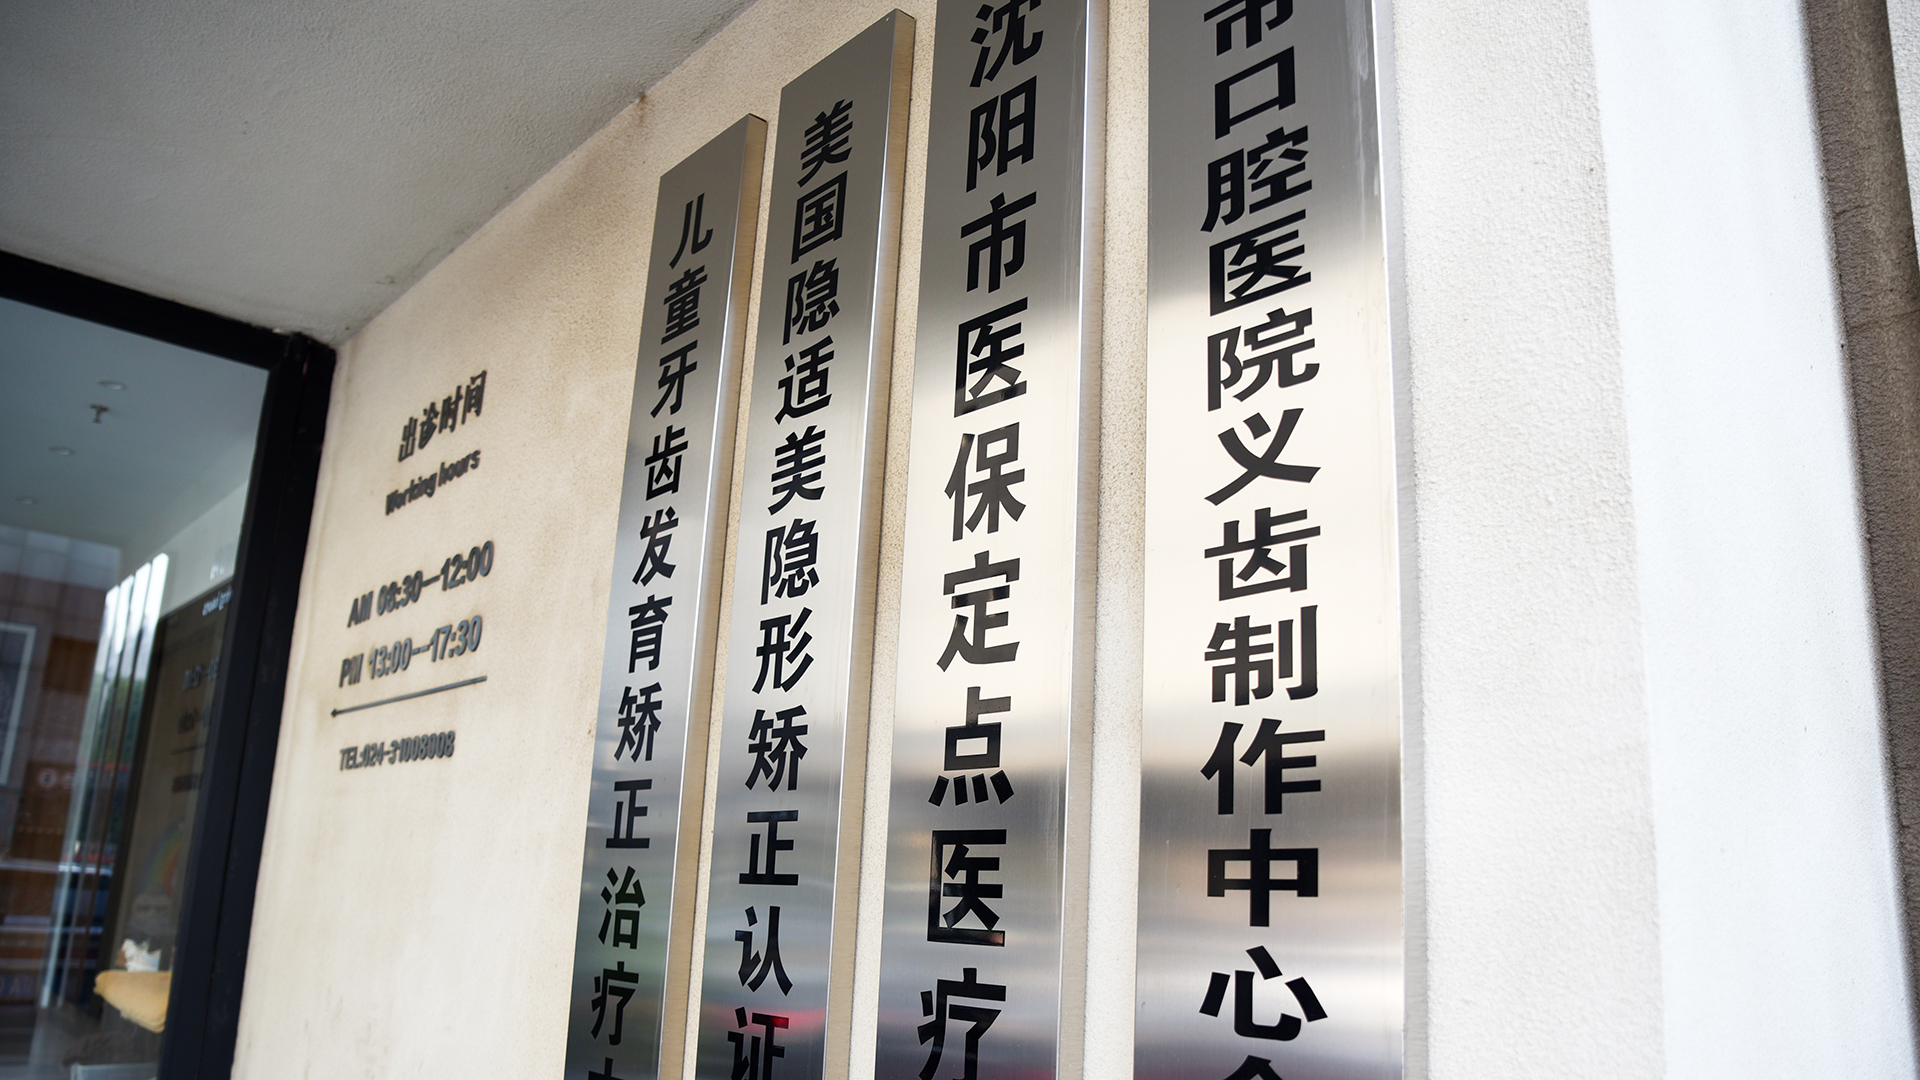 出诊时间
Working hours
AM 08:30—12:00
PM 13:00—17:30
TEL:024-31008008
儿童牙齿发育矫正治疗
美国隐适美隐形矫正认证
沈阳市医保定点医疗
市口腔医院义齿制作中心